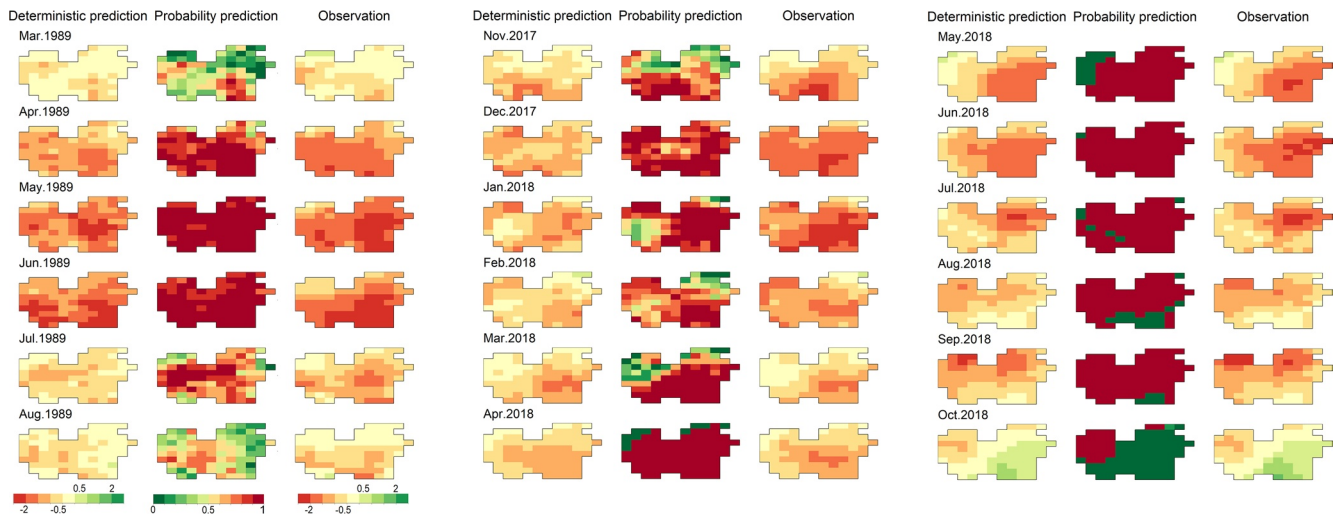 Deterministic prediction Probability prediction Observation
Mar.1989
Apr.1989
May.1989
Jun.1989
Jul.1989
Aug.1989
0.5 2
-2 -0.5
0 0.5 1
0.5 2
-2 -0.5
Deterministic prediction Probability prediction Observation
Nov.2017
Dec.2017
Jan.2018
Feb.2018
Mar.2018
Apr.2018
Deterministic prediction Probability prediction Observation
May.2018
Jun.2018
Jul.2018
Aug.2018
Sep.2018
Oct.2018